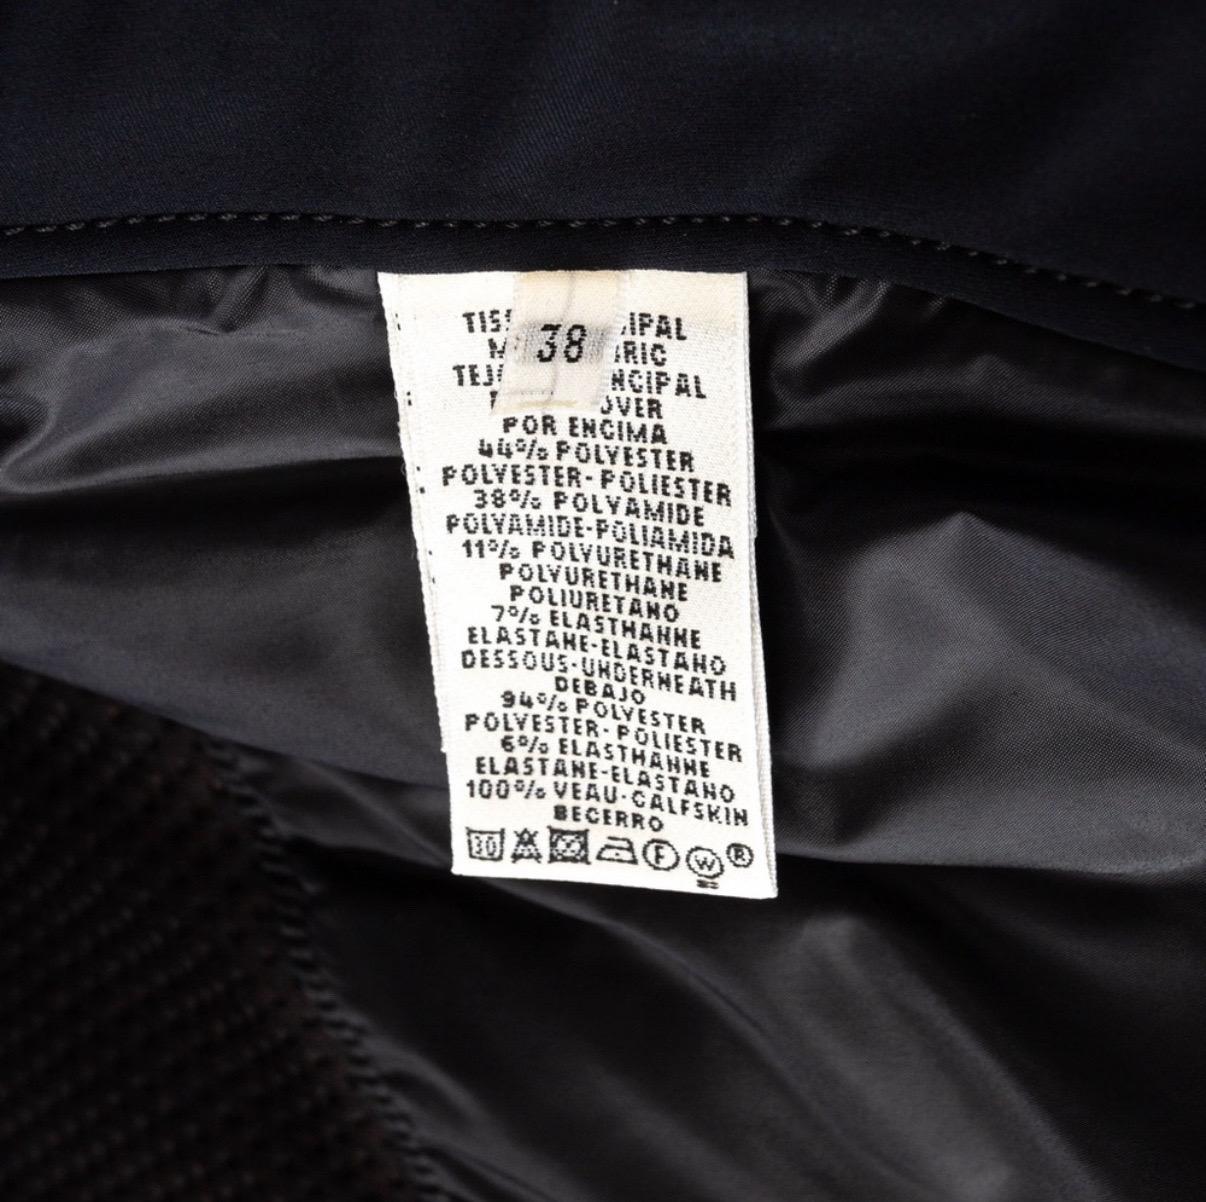 38
POR ENCIMA
44% POLYESTER
POLYESTER-POLIESTER
38% POLYAMIDE
POLYAMIDE-POLIAMIDA
11% POLYURETHANE
POLYURETHANE
POLIURETANO
7% ELASTHANNE
ELASTANE-ELASTANO
DESSOUS-UNDERNEATH
DEBAJO
94% POLYESTER
POLYESTER-POLIESTER
6% ELASTHANNE
ELASTANE-ELASTANO
100% VEAU-CALFSKIN
BECERRO
30 F W ®